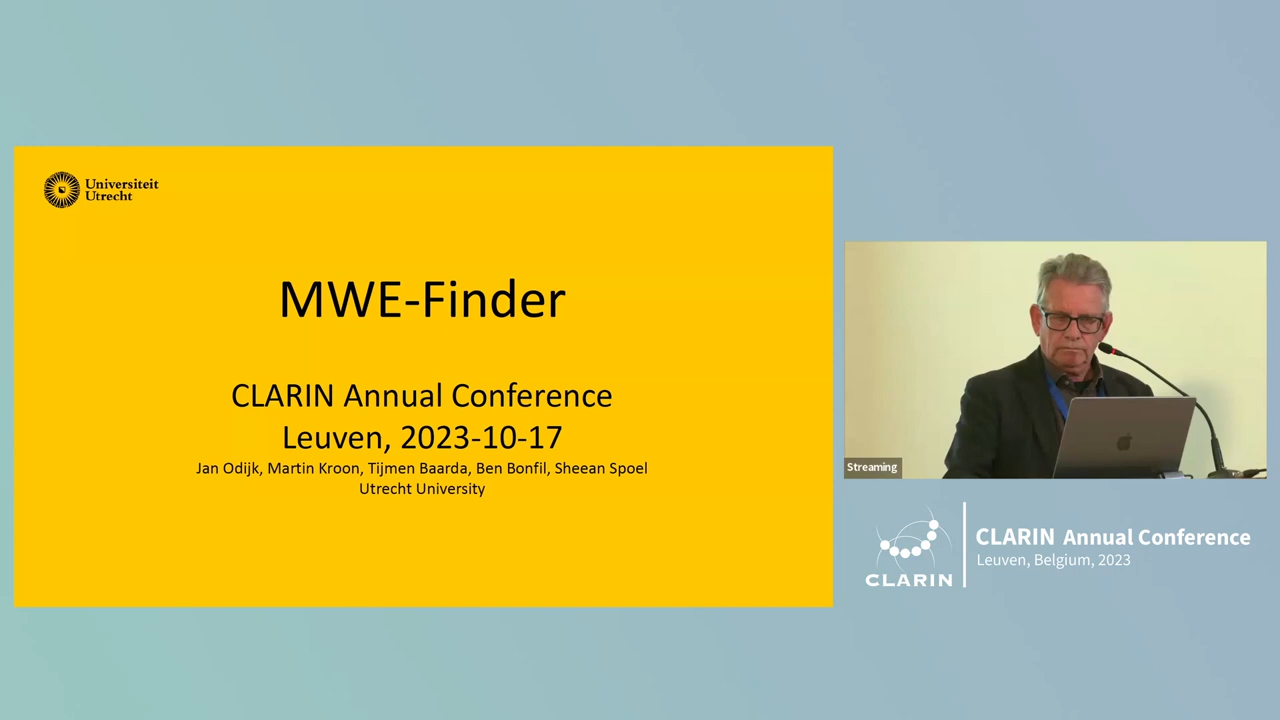 Universiteit
Utrecht
MWE-Finder
CLARIN Annual Conference
Leuven, 2023-10-17
Jan Odijk, Martin Kroon, Tijmen Baarda, Ben Bonfil, Sheean Spoel
Utrecht University
Streaming
CLARIN
CLARIN Annual Conference
Leuven, Belgium, 2023